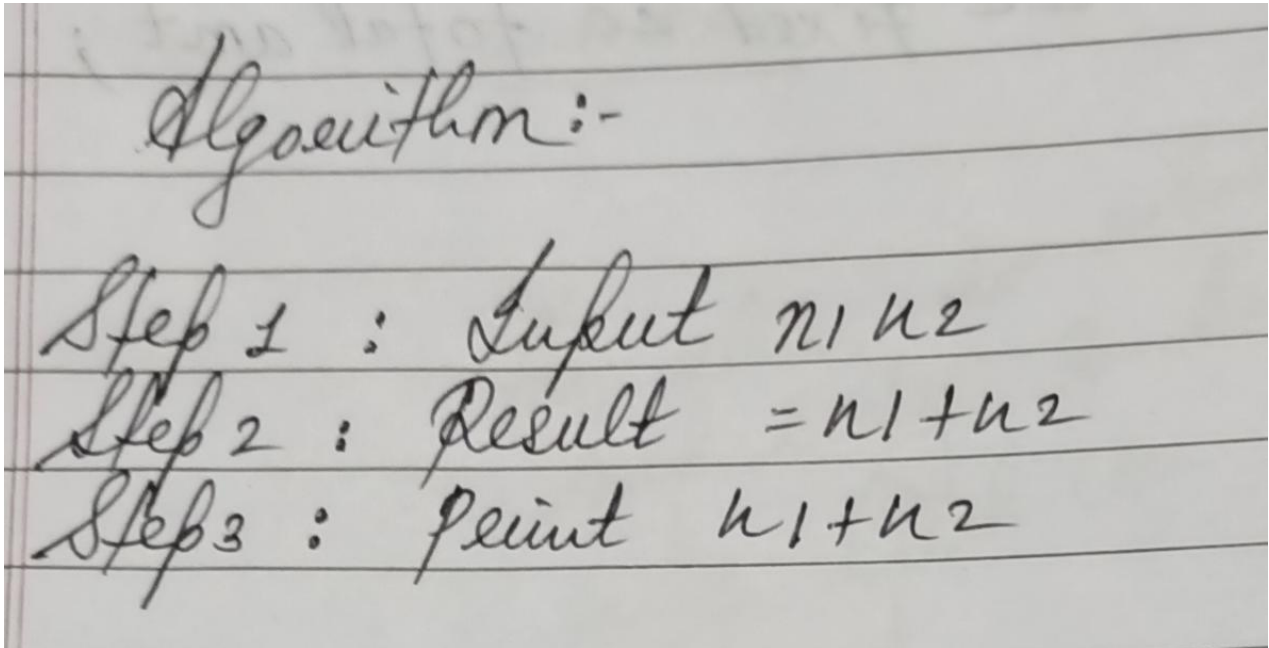 Algorithm :-
Step 1 : Input n1 n2
Step 2 : Result = n1+n2
Step 3 : Print n1+n2